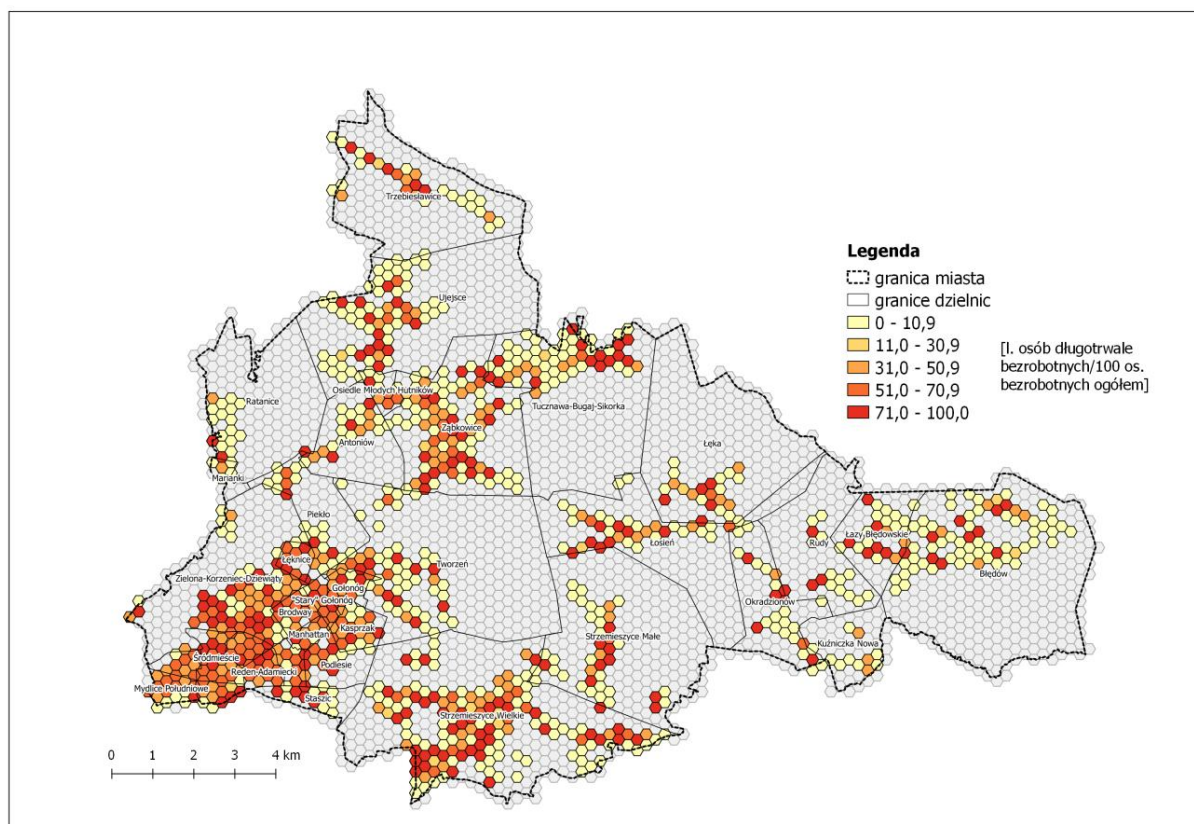 Trzebiesławice
Ujejsce
Ratanice
Osiedle Młodych Hutników
Tucznawa-Bugaj-Sikorka
Ząbkowice
Antoniów
Łęka
Marianki
Piekło
Łosień
Rudy
Łazy Błędowskie
Błędów
Łęknice
Tworzeń
Zielona-Korzeniec-Dziewiąty
Gołonóg
"Stary" Gołonóg
Okradzionów
Brodway
Kasprzak
Manhattan
Strzemieszyce Małe
Kuźniczka Nowa
Śródmieście
Podlesie
Reden-Adamiecki
Mydlice Południowe
Staszic
Strzemieszyce Wielkie
Legenda
granica miasta
granice dzielnic
0 - 10,9
11,0 - 30,9
31,0 - 50,9
51,0 - 70,9
71,0 - 100,0
[l. osób długotrwale
bezrobotnych/100 os.
bezrobotnych ogółem]
0 1 2 3 4 km